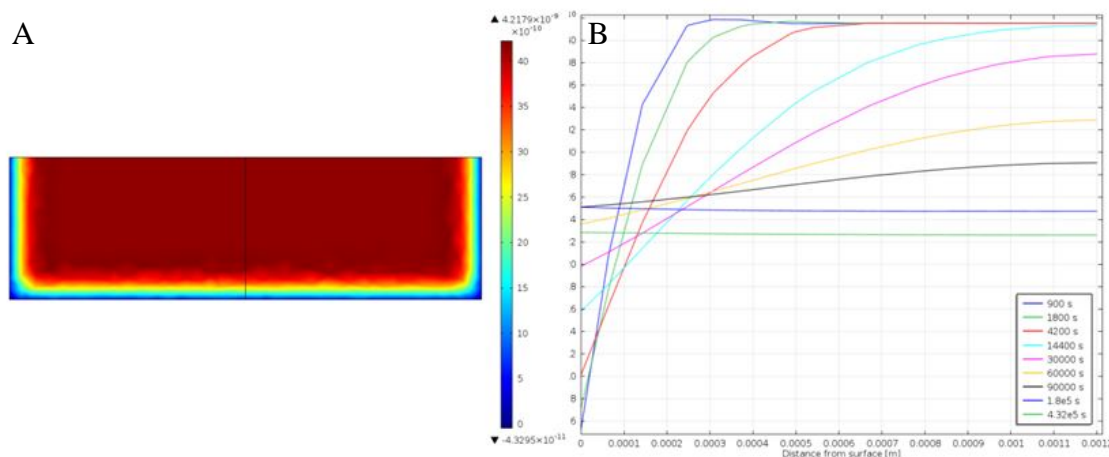 A
▲ 4.2179×10⁻⁹
×10⁻¹⁰
40
35
30
25
20
15
10
5
0
▼ -4.3295×10⁻¹¹
B
900 s
1800 s
4200 s
14400 s
30000 s
60000 s
90000 s
1.8e5 s
4.32e5 s
0 0.0001 0.0002 0.0003 0.0004 0.0005 0.0006 0.0007 0.0008 0.0009 0.001 0.0011 0.0012
Distance from surface [m]